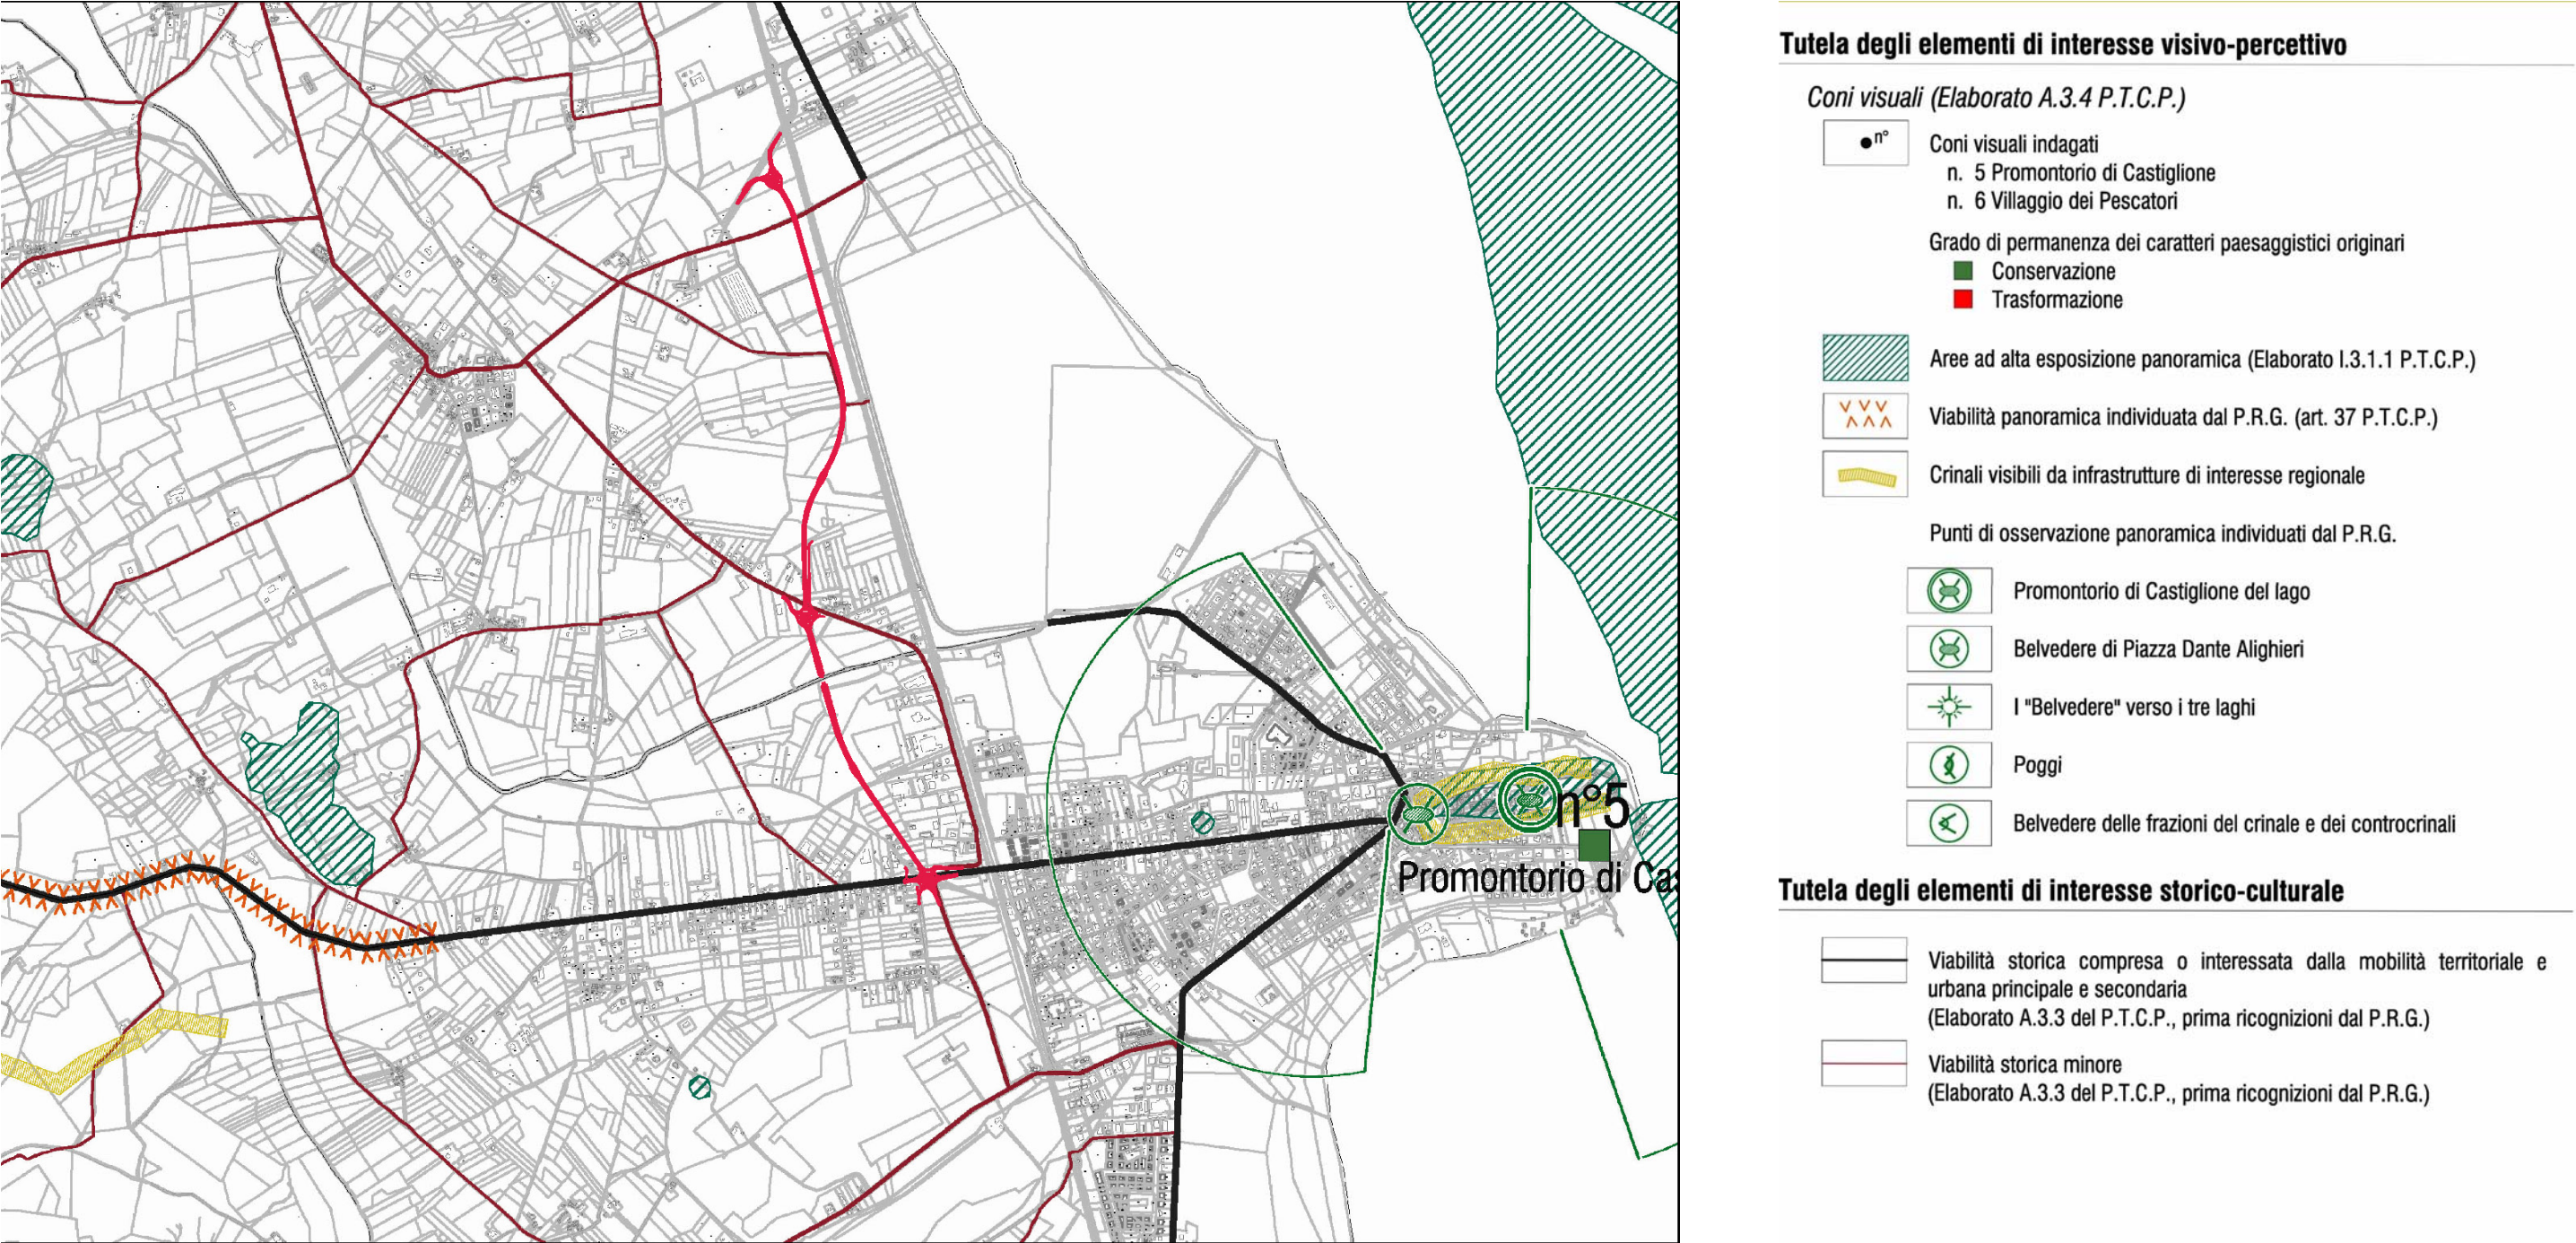 n°5
Promontorio di Ca
Tutela degli elementi di interesse visivo-percettivo
Coni visuali (Elaborato A.3.4 P.T.C.P.)
n°
Coni visuali indagati
n. 5 Promontorio di Castiglione
n. 6 Villaggio dei Pescatori
Grado di permanenza dei caratteri paesaggistici originari
Conservazione
Trasformazione
Aree ad alta esposizione panoramica (Elaborato I.3.1.1 P.T.C.P.)
Viabilità panoramica individuata dal P.R.G. (art. 37 P.T.C.P.)
Crinali visibili da infrastrutture di interesse regionale
Punti di osservazione panoramica individuati dal P.R.G.
Promontorio di Castiglione del lago
Belvedere di Piazza Dante Alighieri
I "Belvedere" verso i tre laghi
Poggi
Belvedere delle frazioni del crinale e dei controcrinali
Tutela degli elementi di interesse storico-culturale
Viabilità storica compresa o interessata dalla mobilità territoriale e
urbana principale e secondaria
(Elaborato A.3.3 del P.T.C.P., prima ricognizioni dal P.R.G.)
Viabilità storica minore
(Elaborato A.3.3 del P.T.C.P., prima ricognizioni dal P.R.G.)